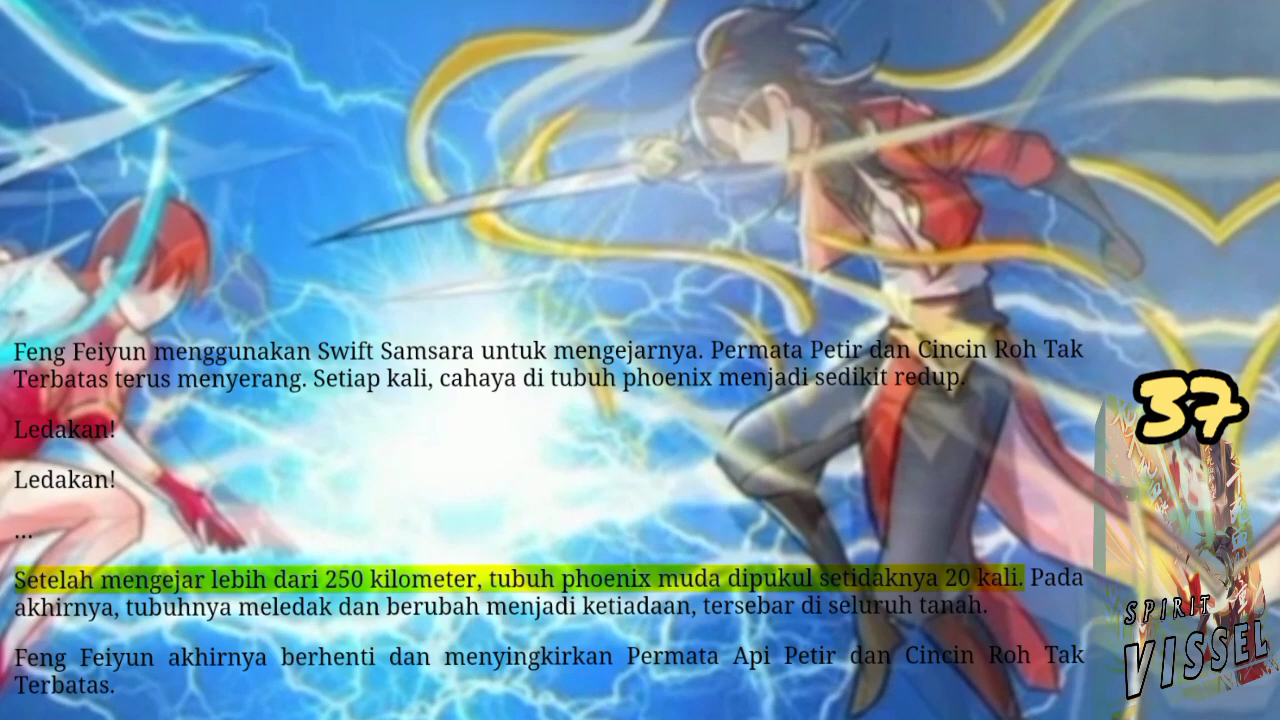 Feng Feiyun menggunakan Swift Samsara untuk mengejarnya. Permata Petir dan Cincin Roh Tak
Terbatas terus menyerang. Setiap kali, cahaya di tubuh phoenix menjadi sedikit redup.
Ledakan!
Ledakan!
...
Setelah mengejar lebih dari 250 kilometer, tubuh phoenix muda dipukul setidaknya 20 kali. Pada
akhirnya, tubuhnya meledak dan berubah menjadi ketiadaan, tersebar di seluruh tanah.
Feng Feiyun akhirnya berhenti dan menyingkirkan Permata Api Petir dan Cincin Roh Tak
Terbatas.
37
SPIRIT
VISSEL